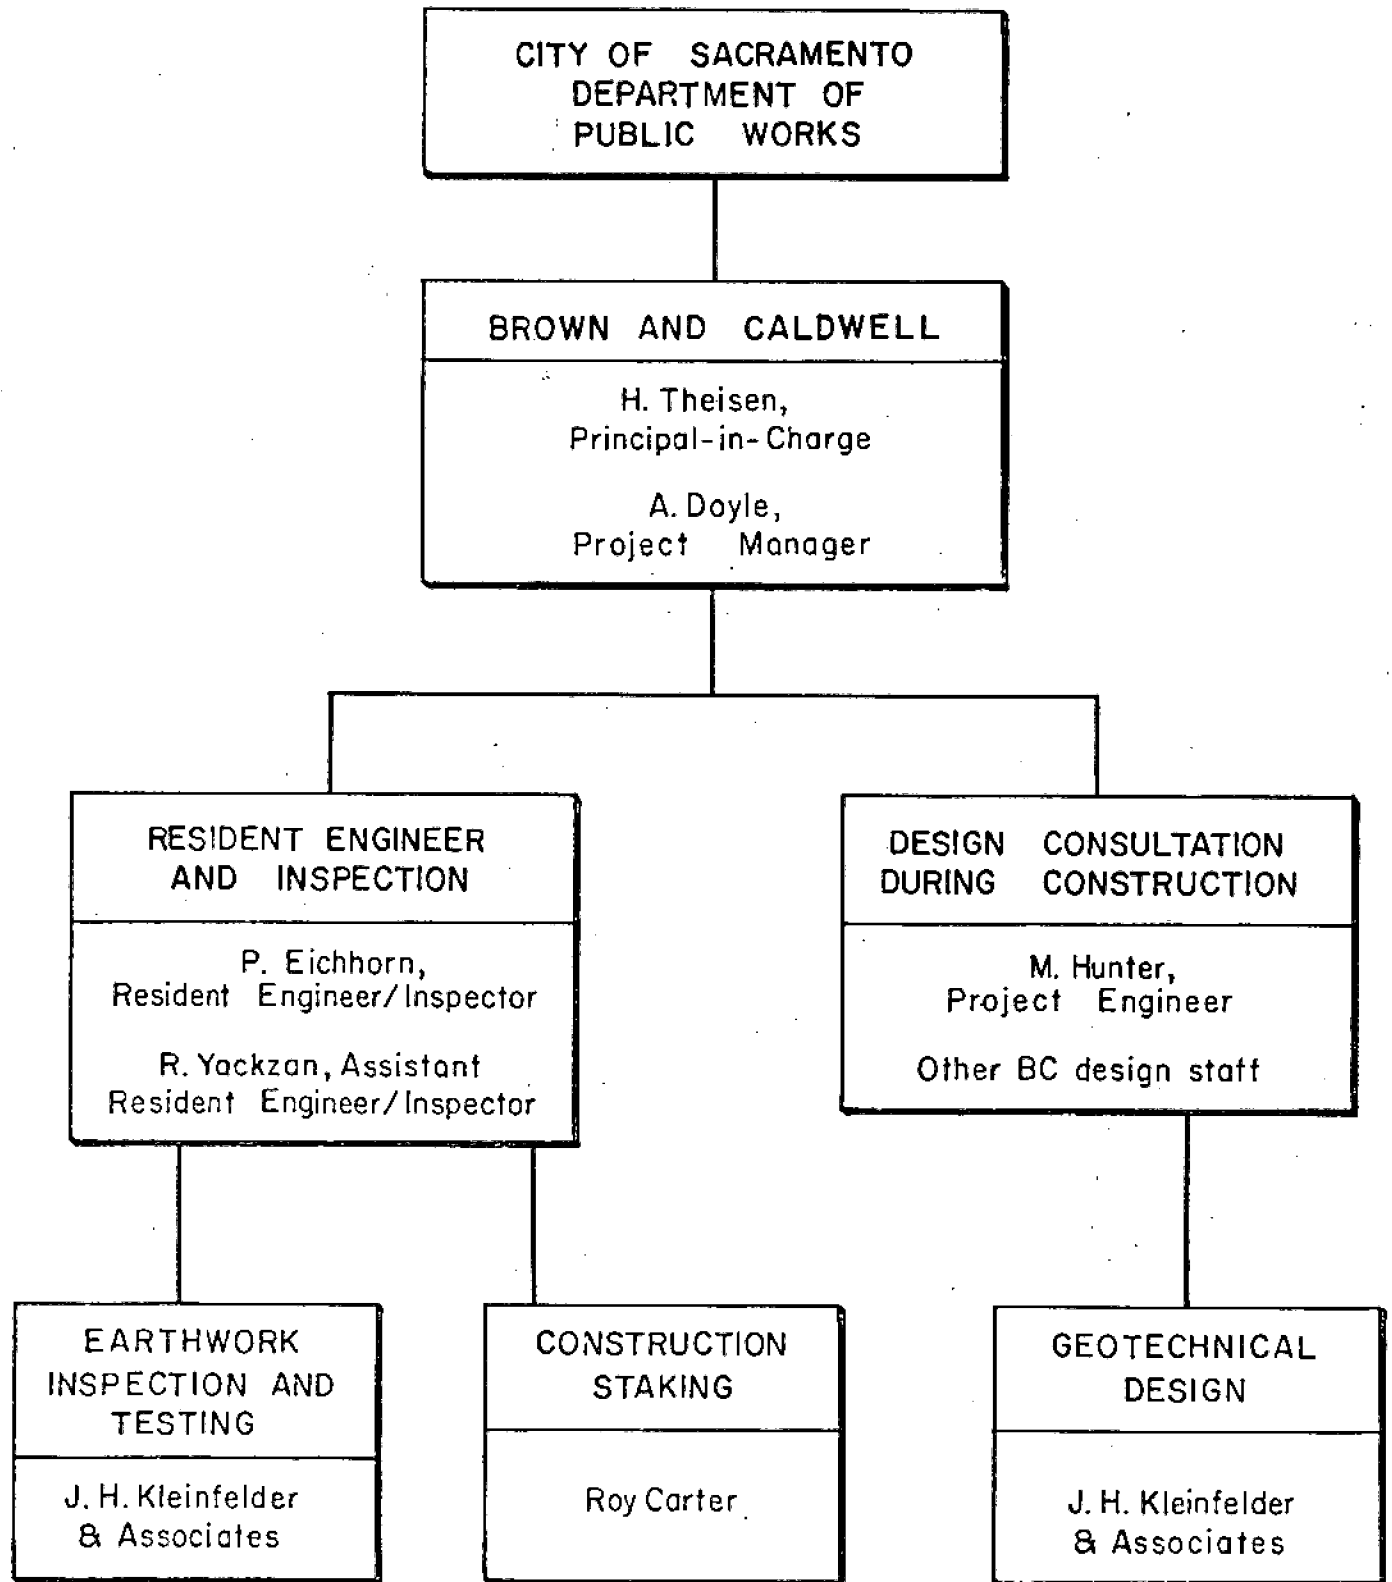 CITY OF SACRAMENTO
DEPARTMENT OF
PUBLIC WORKS
BROWN AND CALDWELL
H. Theisen,
Principal-in-Charge
A. Doyle,
Project Manager
RESIDENT ENGINEER
AND INSPECTION
P. Eichhorn,
Resident Engineer/Inspector
R. Yackzan, Assistant
Resident Engineer/Inspector
DESIGN CONSULTATION
DURING CONSTRUCTION
M. Hunter,
Project Engineer
Other BC design staff
EARTHWORK
INSPECTION AND
TESTING
J. H. Kleinfelder
& Associates
CONSTRUCTION
STAKING
Roy Carter
GEOTECHNICAL
DESIGN
J. H. Kleinfelder
& Associates